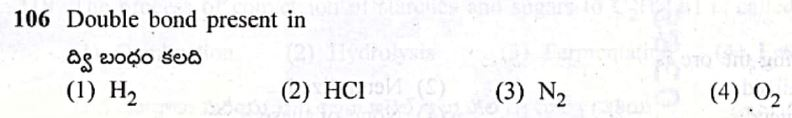 106 Double bond present in
ద్వి బంధం కలది
(1) H₂ (2) HCl (3) N₂ (4) O₂